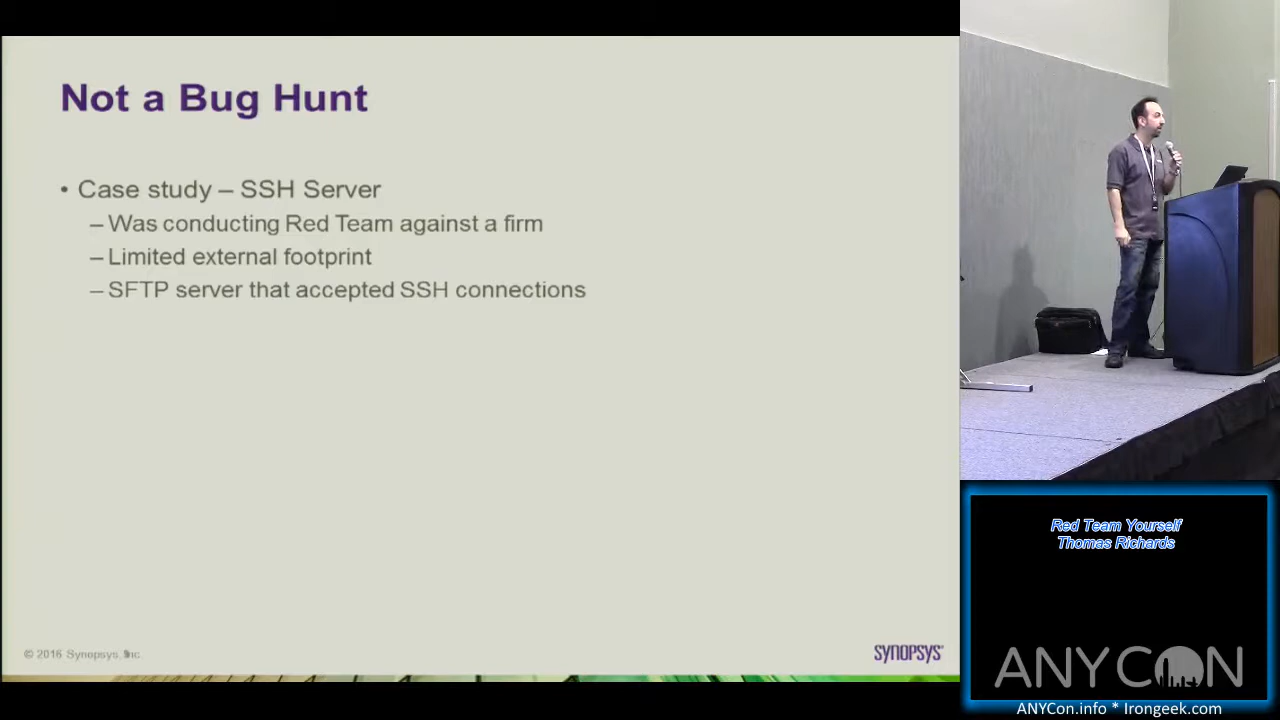 Not a Bug Hunt
• Case study – SSH Server
– Was conducting Red Team against a firm
– Limited external footprint
– SFTP server that accepted SSH connections
© 2016 Synopsys, Inc.
SYNOPSYS®
Red Team Yourself
Thomas Richards
ANYCON
ANYCon.info * Irongeek.com